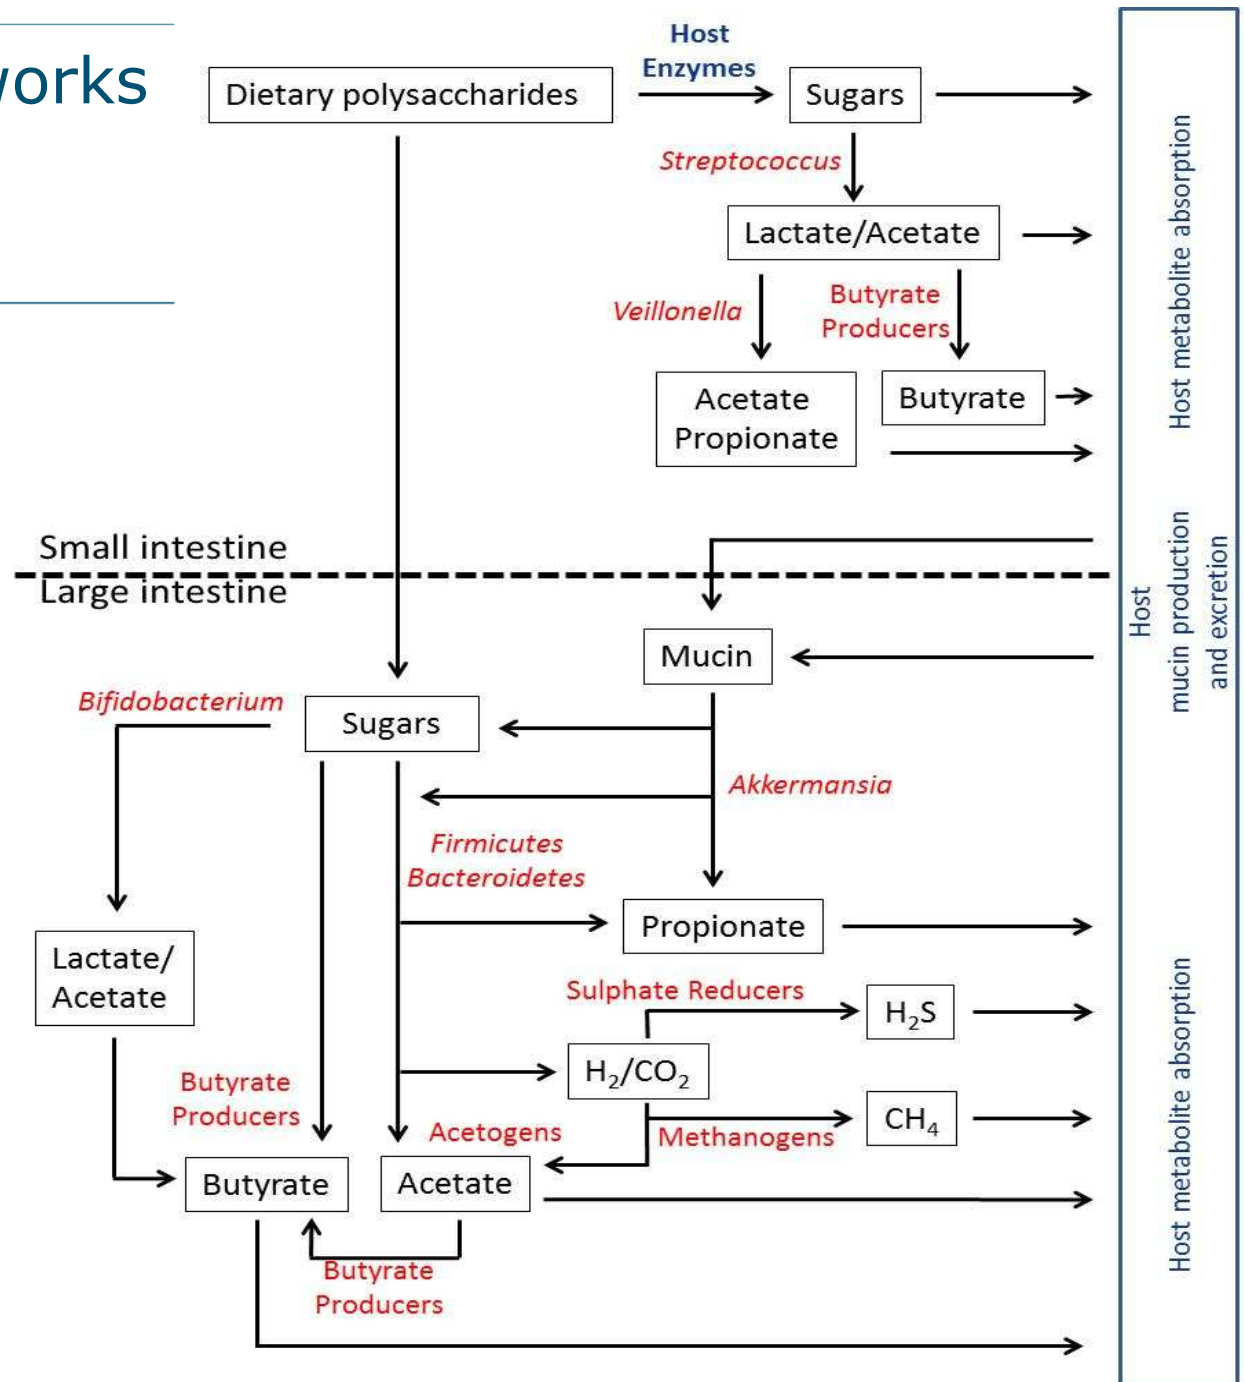 works
Host
Enzymes
Dietary polysaccharides
Sugars
Streptococcus
Lactate/Acetate
Veillonella
Butyrate
Producers
Acetate
Propionate
Butyrate
Host metabolite absorption
Small intestine
Large intestine
Host
mucin production
and excretion
Mucin
Bifidobacterium
Sugars
Akkermansia
Firmicutes
Bacteroidetes
Propionate
Lactate/
Acetate
Sulphate Reducers
H₂S
H₂/CO₂
Butyrate
Producers
Acetogens
Methanogens
CH₄
Butyrate
Acetate
Butyrate
Producers
Host metabolite absorption